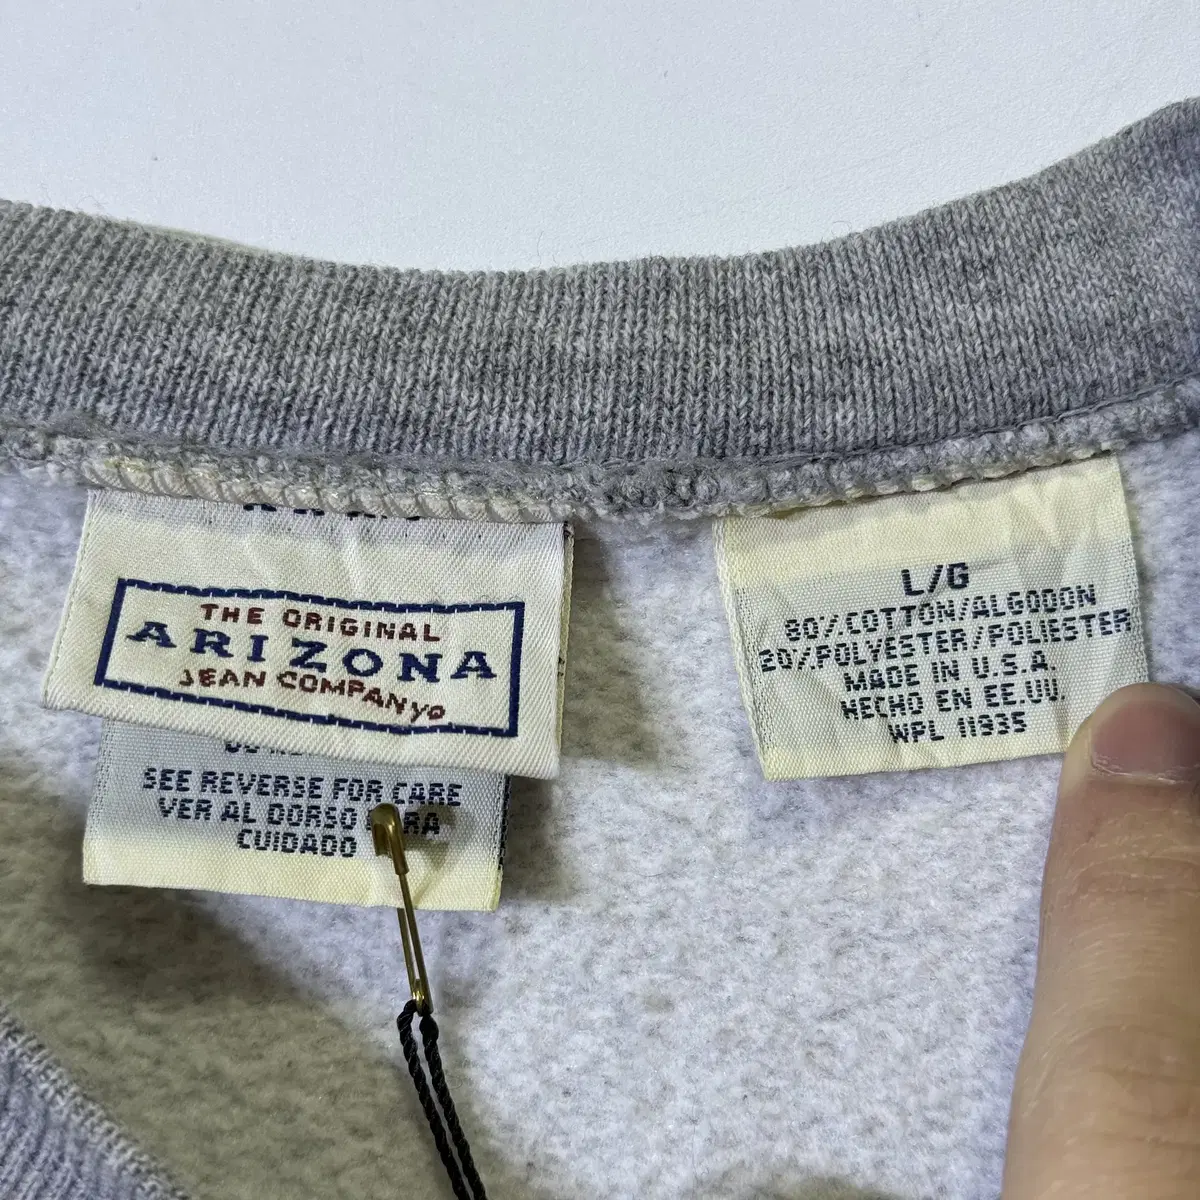 THE ORIGINAL
ARIZONA
JEAN COMPANY®
SEE REVERSE FOR CARE
VER AL DORSO
CUIDADO
L/G
80% COTTON/ALGODON
20% POLYESTER/POLIESTER
MADE IN U.S.A.
HECHO EN EE.UU.
WPL 11935